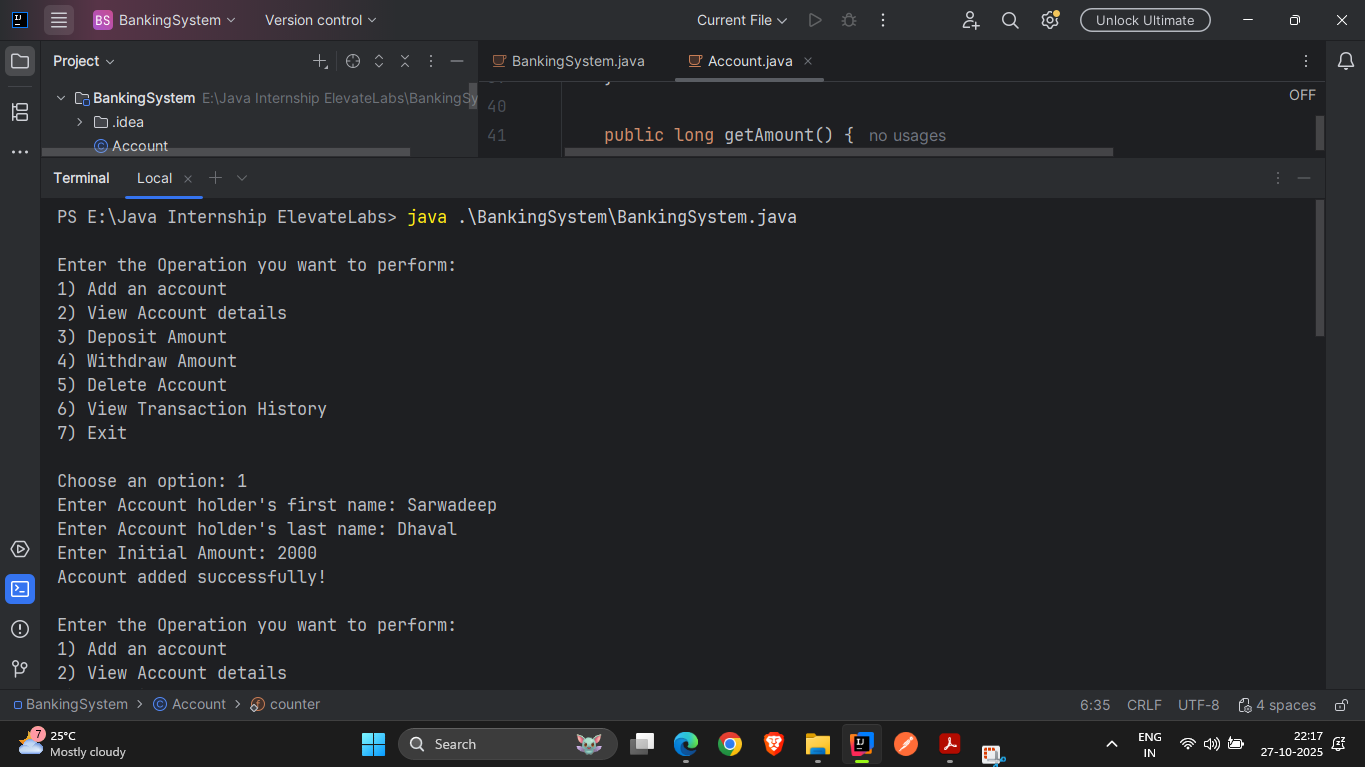 BS BankingSystem Version control Current File Unlock Ultimate
Project
BankingSystem.java Account.java
BankingSystem E:\Java Internship ElevateLabs\BankingSy
.idea
Account
OFF
40
41 public long getAmount() { no usages
Terminal Local
PS E:\Java Internship ElevateLabs> java .\BankingSystem\BankingSystem.java
Enter the Operation you want to perform:
1) Add an account
2) View Account details
3) Deposit Amount
4) Withdraw Amount
5) Delete Account
6) View Transaction History
7) Exit
Choose an option: 1
Enter Account holder's first name: Sarwadeep
Enter Account holder's last name: Dhaval
Enter Initial Amount: 2000
Account added successfully!
Enter the Operation you want to perform:
1) Add an account
2) View Account details
BankingSystem > Account > counter 6:35 CRLF UTF-8 4 spaces
7 25°C
Mostly cloudy
Search
ENG
IN
22:17
27-10-2025